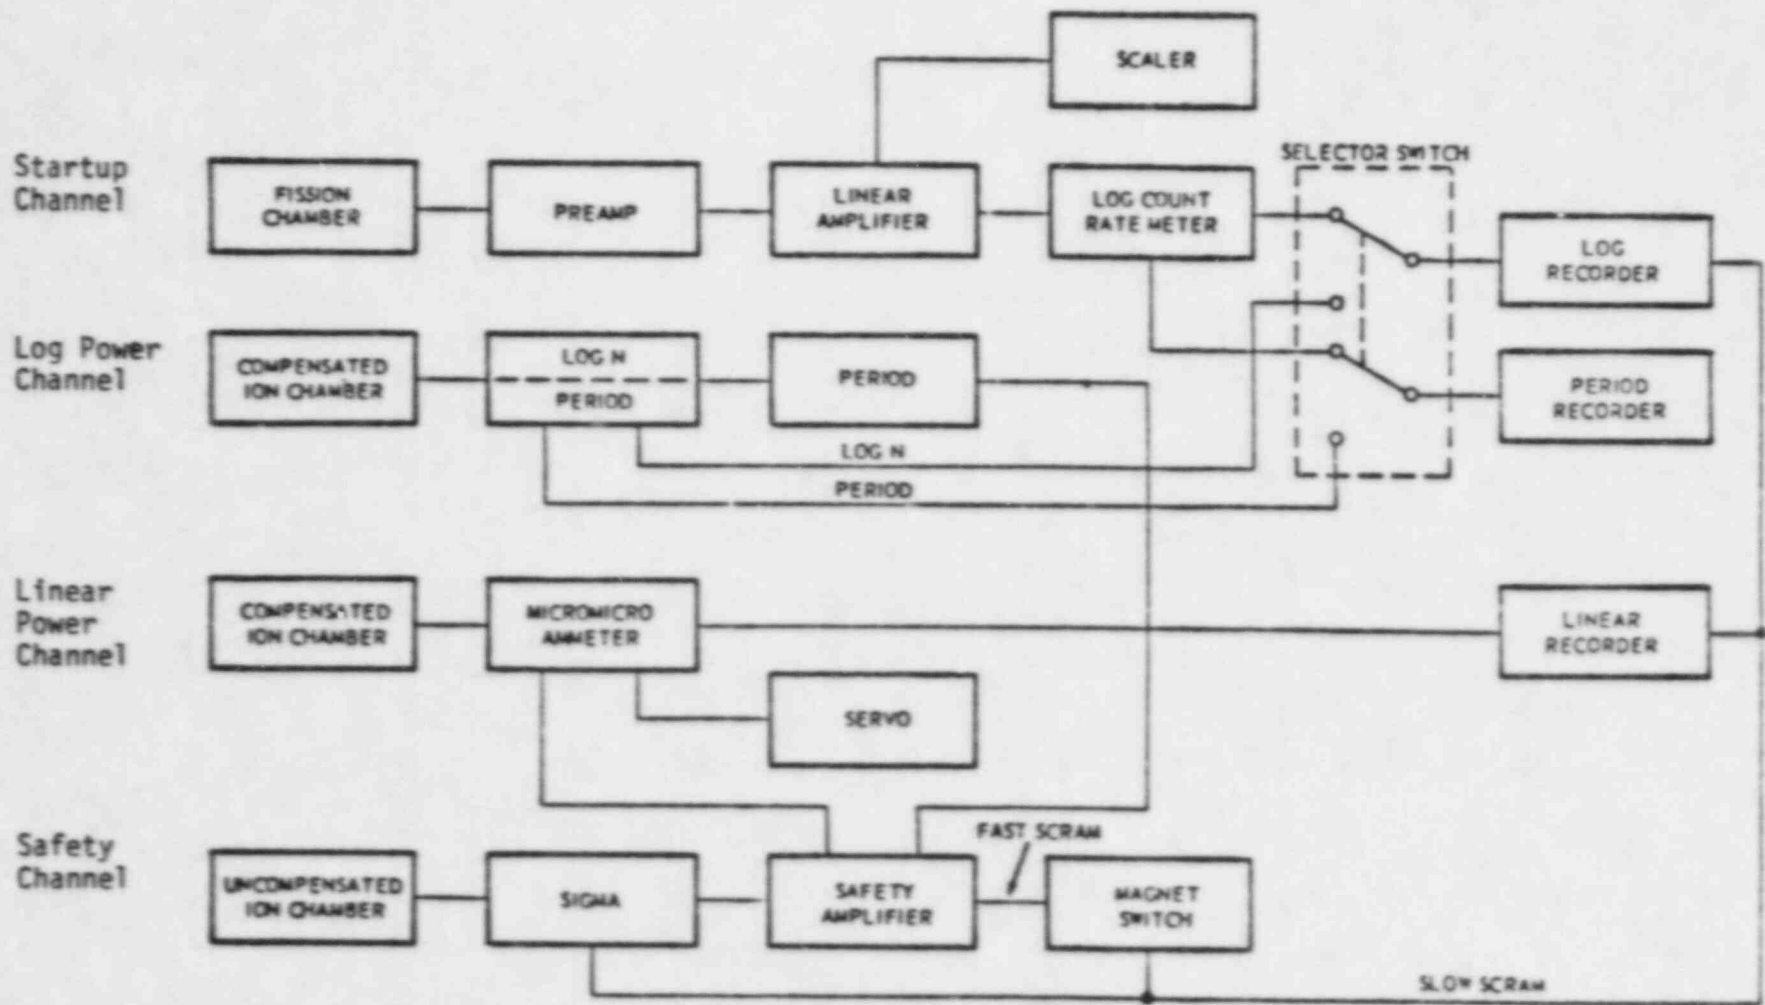 SCALER
Startup
Channel
FISSION
CHAMBER
PREAMP
LINEAR
AMPLIFIER
LOG COUNT
RATE METER
SELECTOR SWITCH
LOG
RECORDER
Log Power
Channel
COMPENSATED
ION CHAMBER
LOG N
PERIOD
PERIOD
PERIOD
RECORDER
LOG N
PERIOD
Linear
Power
Channel
COMPENSATED
ION CHAMBER
MICROMICRO
AMMETER
LINEAR
RECORDER
SERVO
Safety
Channel
UNCOMPENSATED
ION CHAMBER
SIGMA
SAFETY
AMPLIFIER
FAST SCRAM
MAGNET
SWITCH
SLOW SCRAM